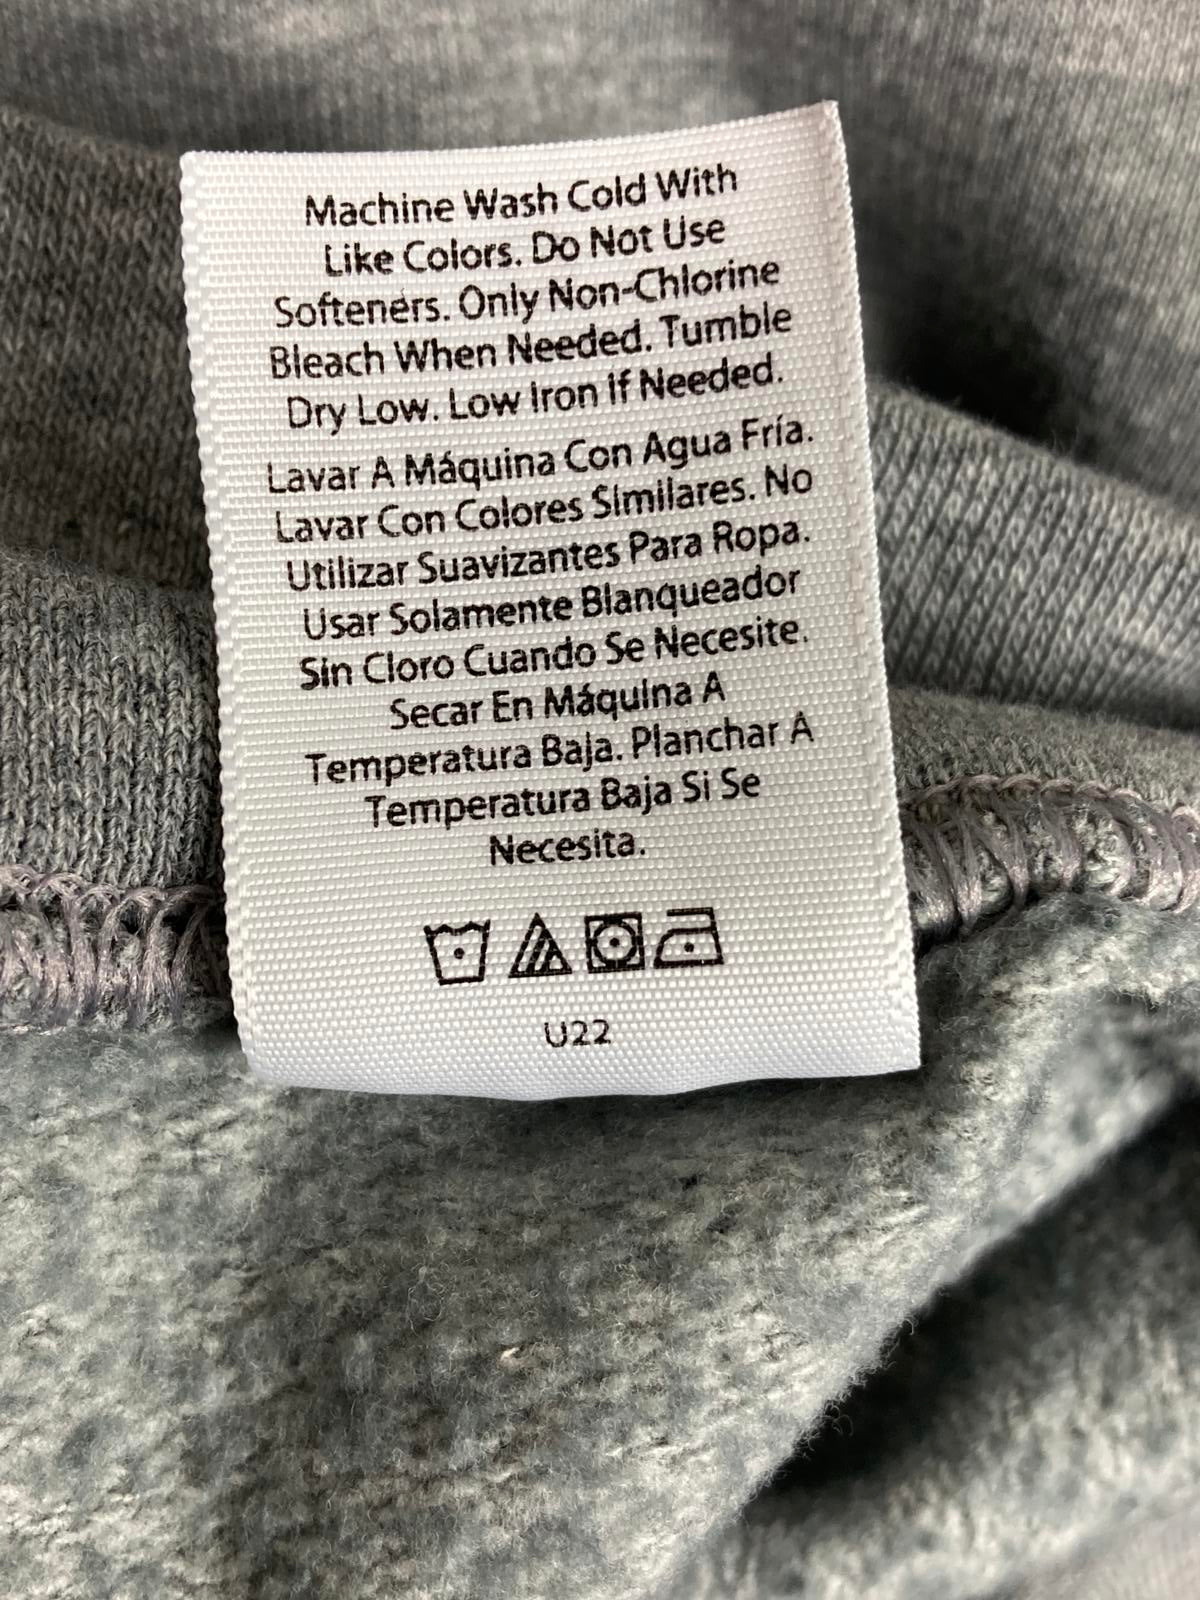 Machine Wash Cold With
Like Colors. Do Not Use
Softeners. Only Non-Chlorine
Bleach When Needed. Tumble
Dry Low. Low Iron If Needed.
Lavar A Máquina Con Agua Fría.
Lavar Con Colores Similares. No
Utilizar Suavizantes Para Ropa.
Usar Solamente Blanqueador
Sin Cloro Cuando Se Necesite.
Secar En Máquina A
Temperatura Baja. Planchar A
Temperatura Baja Si Se
Necesita.
U22